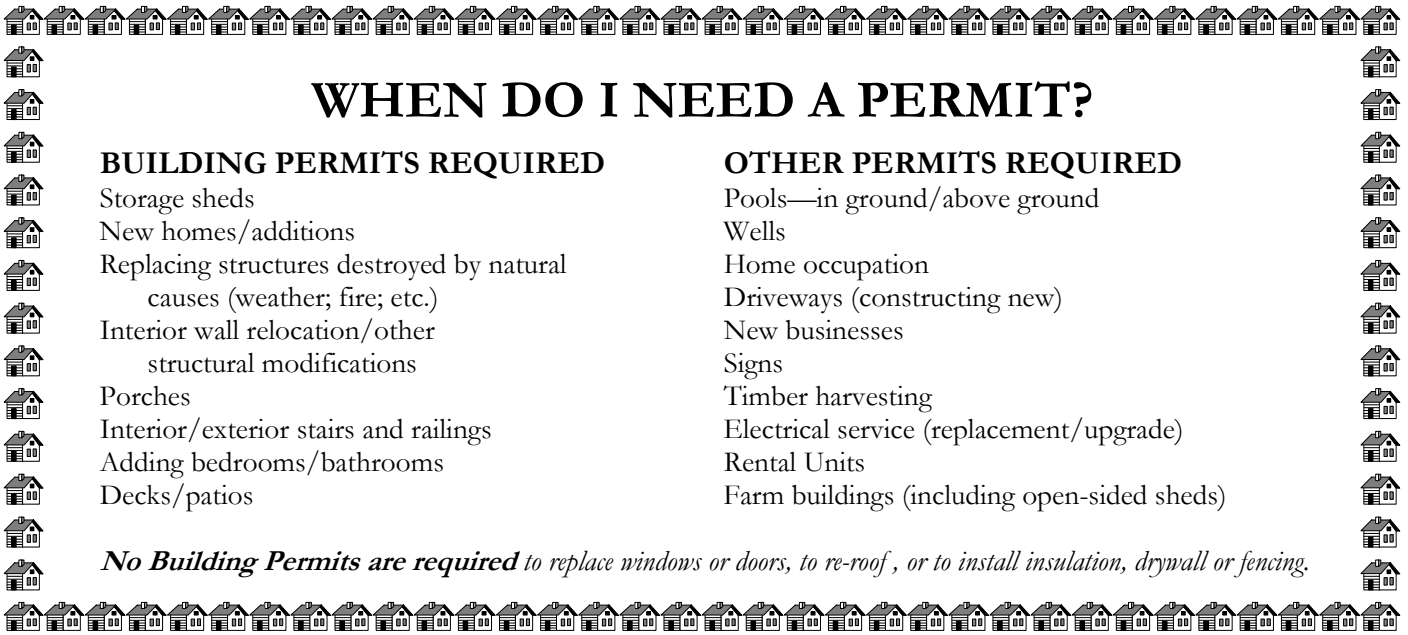 WHEN DO I NEED A PERMIT?
BUILDING PERMITS REQUIRED
Storage sheds
New homes/additions
Replacing structures destroyed by natural
causes (weather; fire; etc.)
Interior wall relocation/other
structural modifications
Porches
Interior/exterior stairs and railings
Adding bedrooms/bathrooms
Decks/patios
OTHER PERMITS REQUIRED
Pools—in ground/above ground
Wells
Home occupation
Driveways (constructing new)
New businesses
Signs
Timber harvesting
Electrical service (replacement/upgrade)
Rental Units
Farm buildings (including open-sided sheds)
No Building Permits are required to replace windows or doors, to re-roof , or to install insulation, drywall or fencing.